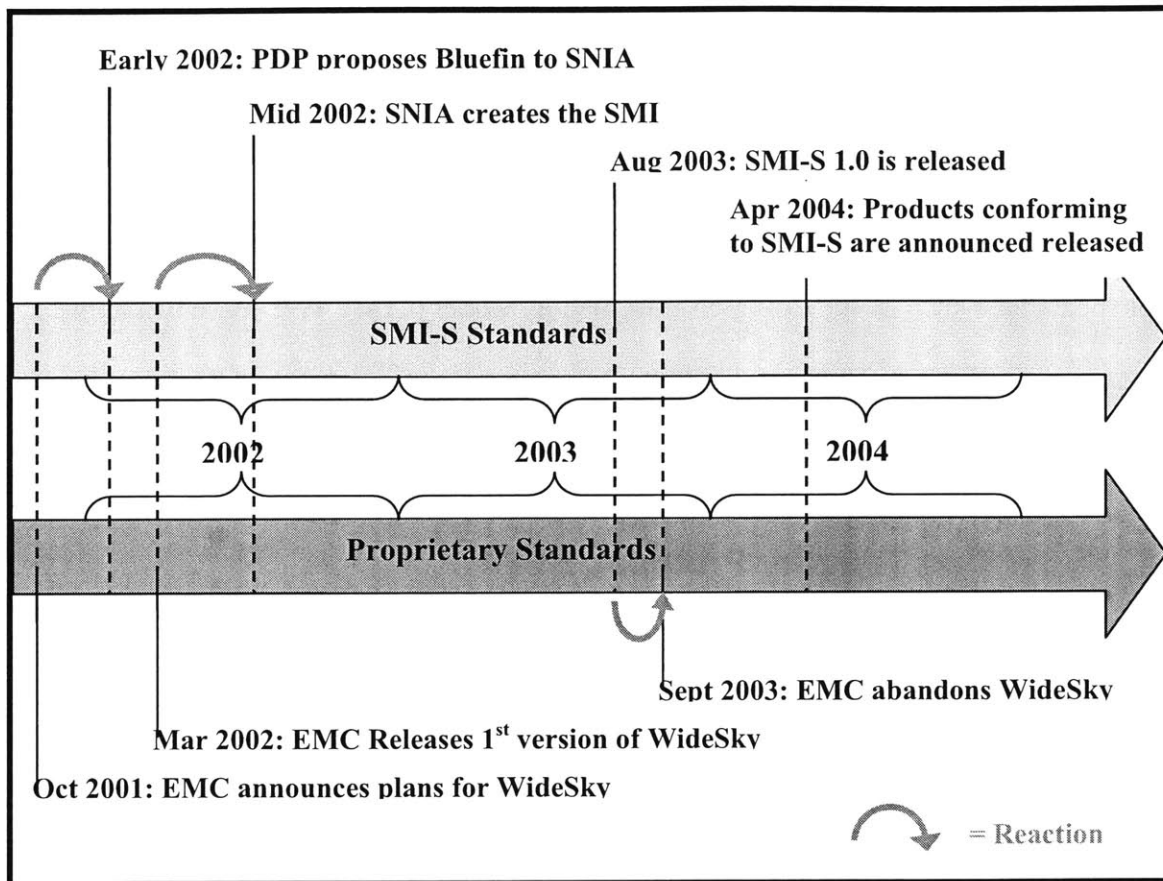 Early 2002: PDP proposes Bluefin to SNIA
Mid 2002: SNIA creates the SMI
Aug 2003: SMI-S 1.0 is released
Apr 2004: Products conforming
to SMI-S are announced released
SMI-S Standards
2002
2003
2004
Proprietary Standards
Sept 2003: EMC abandons WideSky
Mar 2002: EMC Releases 1st version of WideSky
Oct 2001: EMC announces plans for WideSky
= Reaction